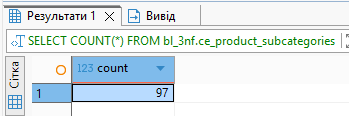 Результати 1
Вивід
SELECT COUNT(*) FROM bl_3nf.ce_product_subcategories
Сітка
123 count
1
97